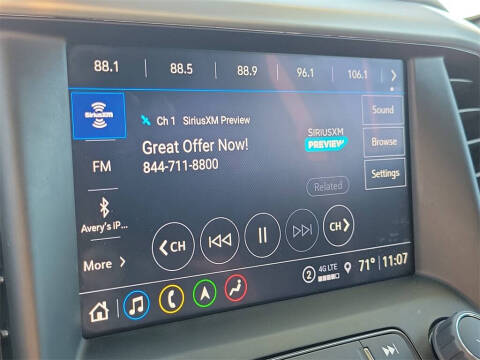 88.1 88.5 88.9 96.1 106.1
SiriusXM
Ch 1 SiriusXM Preview
Sound
Great Offer Now!
844-711-8800
SIRIUSXM
PREVIEW
Browse
FM
Related
Settings
Avery's iP...
CH
CH
More
2 4G LTE 71° 11:07